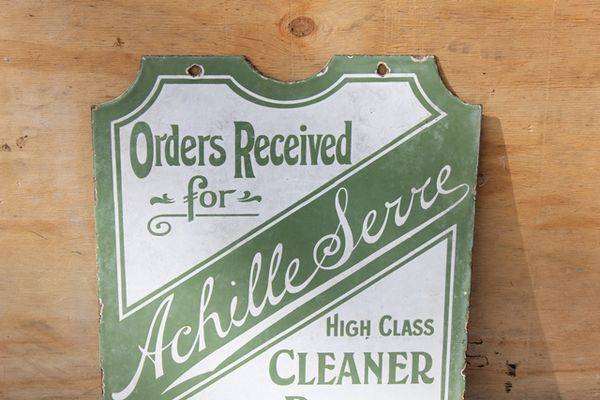 Orders Received
for
Achille Serre
High Class
Cleaner